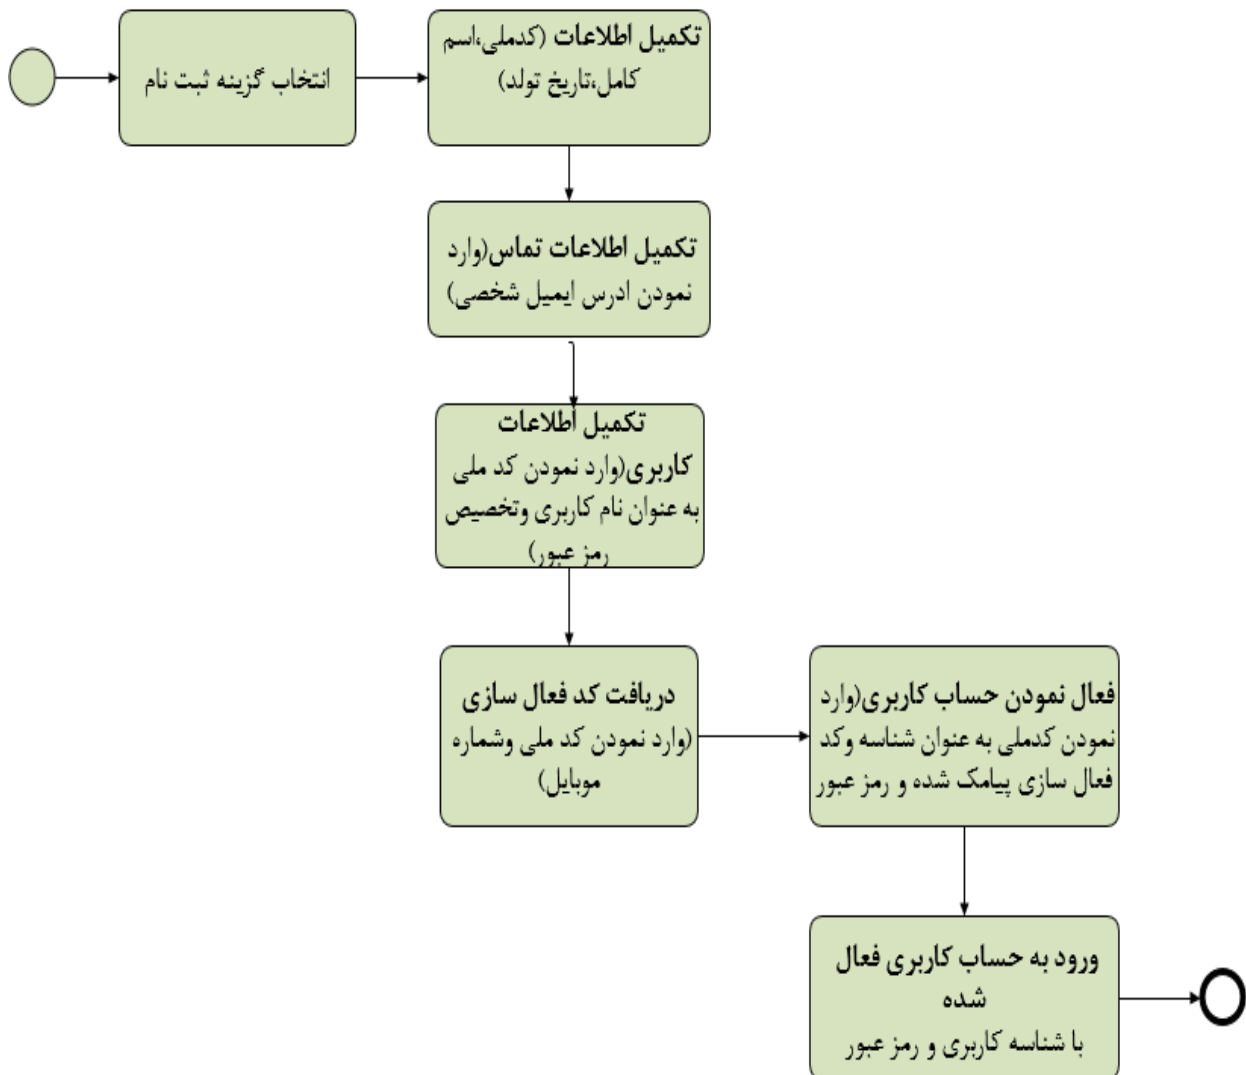 انتخاب گزینه ثبت نام
تکمیل اطلاعات (کدملی،اسم
کامل،تاریخ تولد)
تکمیل اطلاعات تماس(وارد
نمودن ادرس ایمیل شخصی)
تکمیل اطلاعات
کاربری(وارد نمودن کد ملی
به عنوان نام کاربری وتخصیص
رمز عبور)
دریافت کد فعال سازی
(وارد نمودن کد ملی وشماره
موبایل)
فعال نمودن حساب کاربری(وارد
نمودن کدملی به عنوان شناسه وکد
فعال سازی پیامک شده و رمز عبور
ورود به حساب کاربری فعال
شده
با شناسه کاربری و رمز عبور